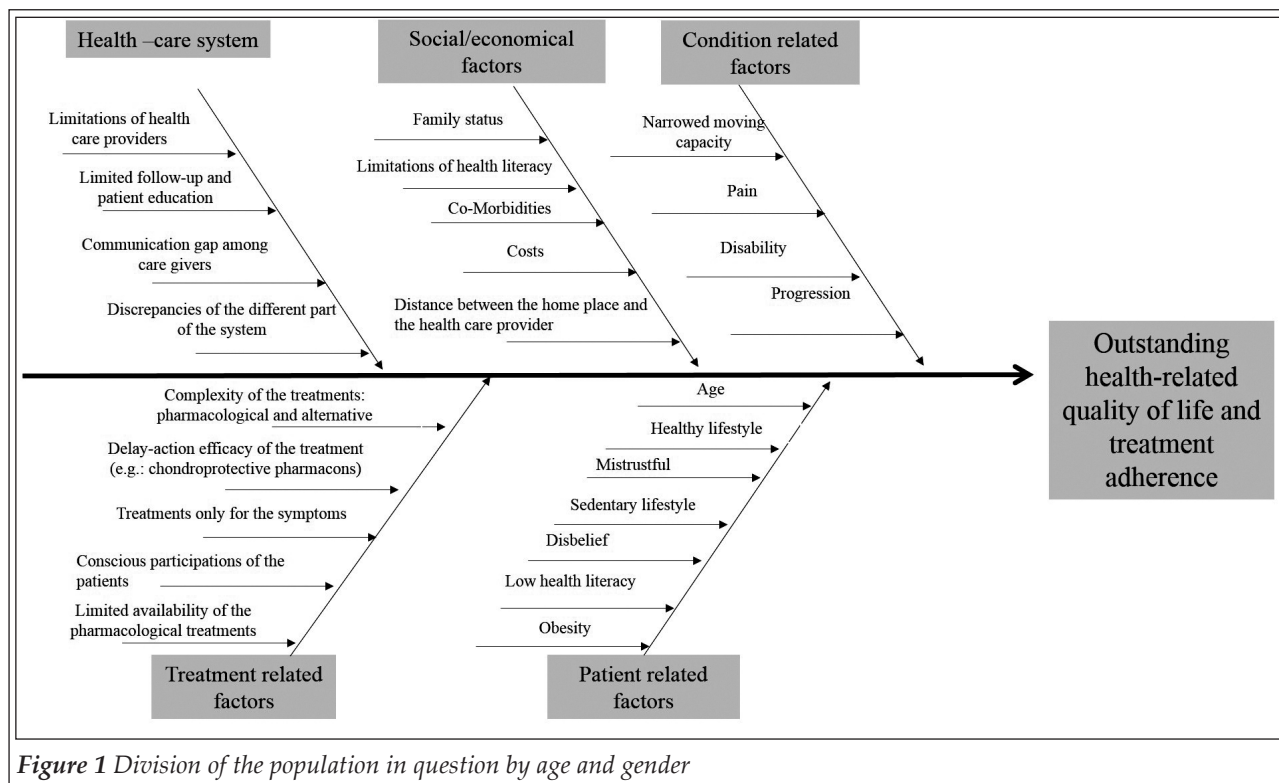 Health –care system
Social/economical
factors
Condition related
factors
Limitations of health
care providers
Limited follow-up and
patient education
Communication gap among
care givers
Discrepancies of the different part
of the system
Family status
Limitations of health literacy
Co-Morbidities
Costs
Distance between the home place and
the health care provider
Narrowed moving
capacity
Pain
Disability
Progression
Outstanding
health-related
quality of life and
treatment
adherence
Complexity of the treatments:
pharmacological and alternative
Delay-action efficacy of the treatment
(e.g.: chondroprotective pharmacons)
Treatments only for the symptoms
Conscious participations of the
patients
Limited availability of the
pharmacological treatments
Age
Healthy lifestyle
Mistrustful
Sedentary lifestyle
Disbelief
Low health literacy
Obesity
Treatment related
factors
Patient related
factors
Figure 1 Division of the population in question by age and gender